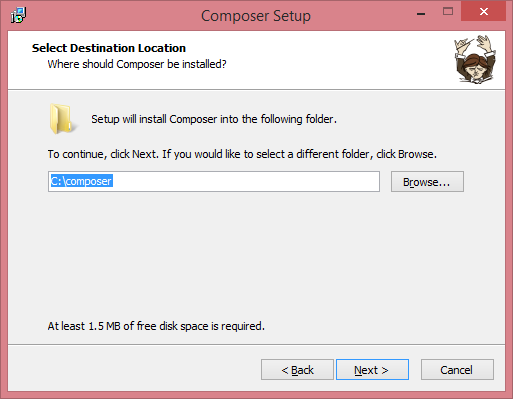 Composer Setup
Select Destination Location
Where should Composer be installed?
Setup will install Composer into the following folder.
To continue, click Next. If you would like to select a different folder, click Browse.
C:\composer
Browse...
At least 1.5 MB of free disk space is required.
< Back
Next >
Cancel